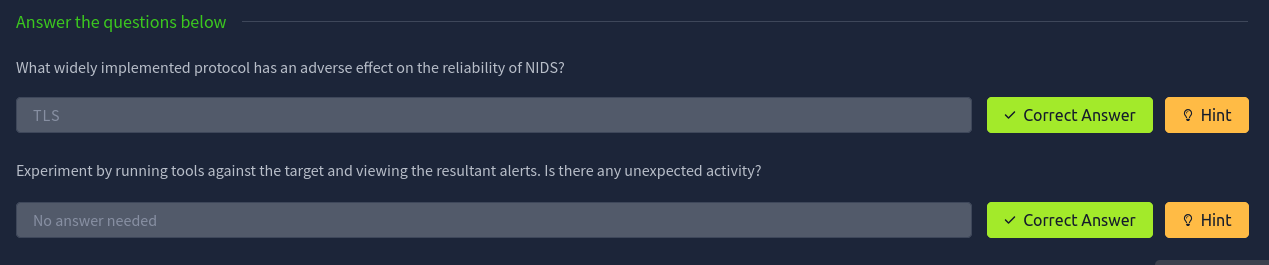 Answer the questions below
What widely implemented protocol has an adverse effect on the reliability of NIDS?
TLS
Correct Answer
Hint
Experiment by running tools against the target and viewing the resultant alerts. Is there any unexpected activity?
No answer needed
Correct Answer
Hint